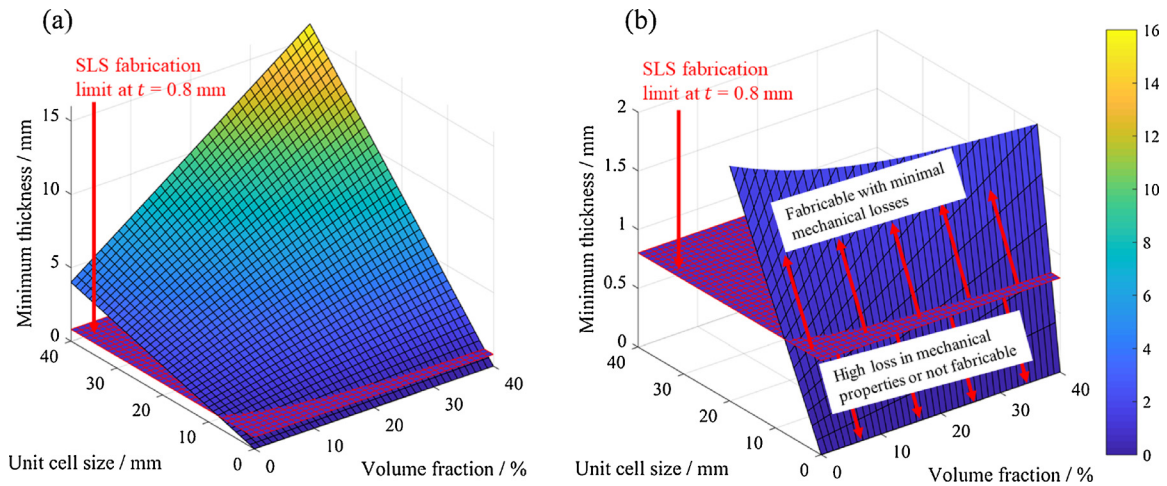 (a)
SLS fabrication
limit at t = 0.8 mm
Minimum thickness / mm
15
10
5
0
40
30
20
10
0
Unit cell size / mm
0
10
20
30
40
Volume fraction / %
(b)
SLS fabrication
limit at t = 0.8 mm
Minimum thickness / mm
2
1.5
1
0.5
0
40
30
20
10
0
Unit cell size / mm
0
10
20
30
40
Volume fraction / %
Fabricable with minimal
mechanical losses
High loss in mechanical
properties or not fabricable
16
14
12
10
8
6
4
2
0